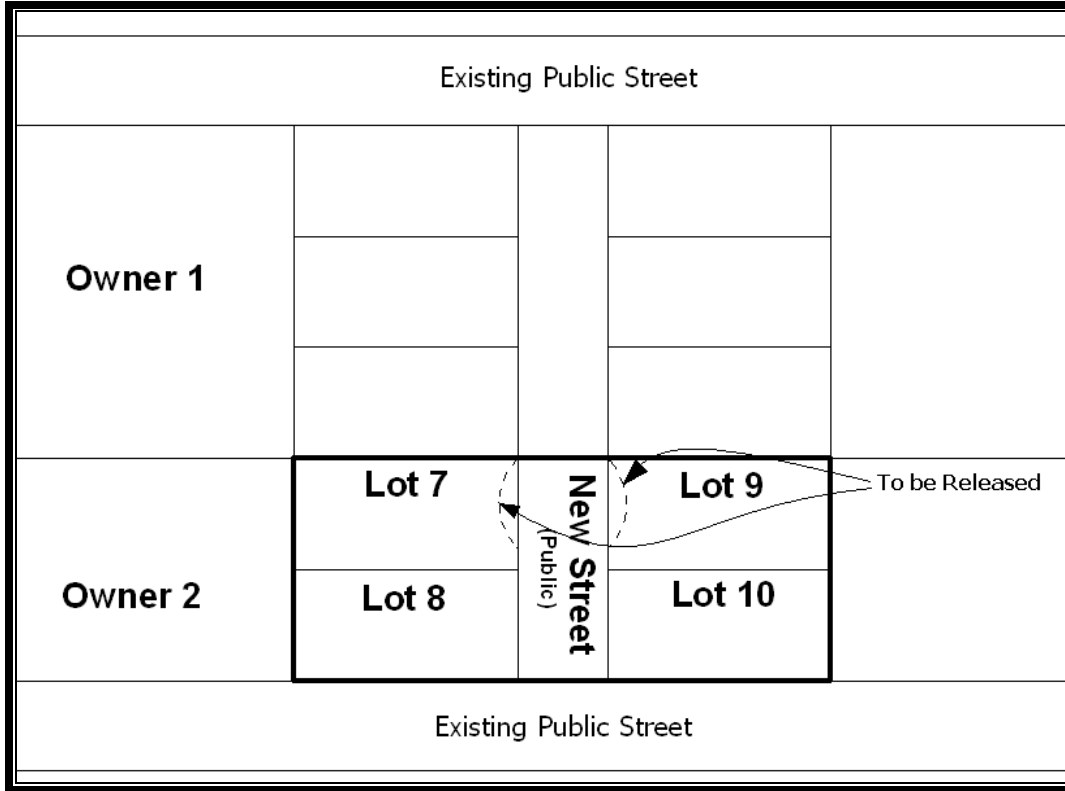 Existing Public Street
Owner 1
Lot 7
New Street
(Public)
Lot 9
To be Released
Owner 2
Lot 8
Lot 10
Existing Public Street